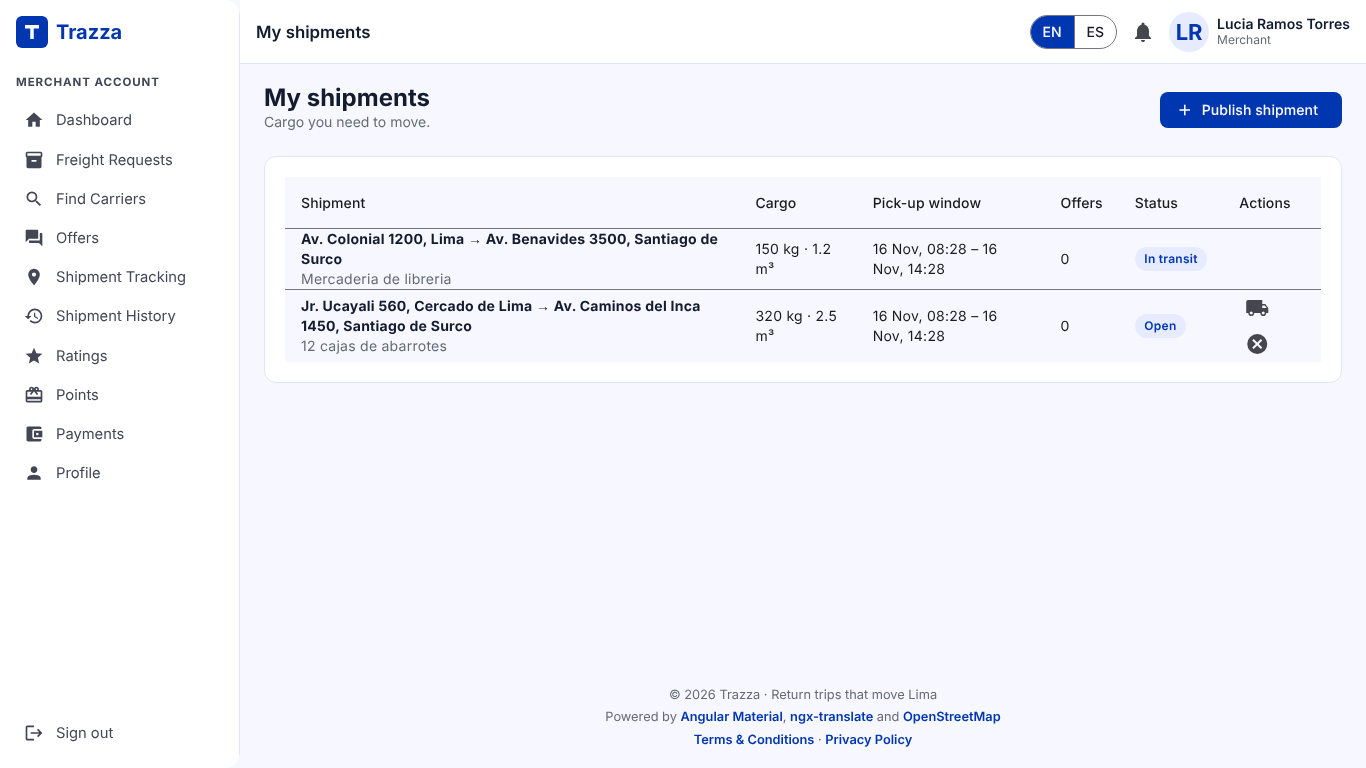 T Trazza
My shipments
EN ES
LR
Lucia Ramos Torres
Merchant
MERCHANT ACCOUNT
Dashboard
Freight Requests
Find Carriers
Offers
Shipment Tracking
Shipment History
Ratings
Points
Payments
Profile
Sign out
My shipments
Cargo you need to move.
Publish shipment
Shipment Cargo Pick-up window Offers Status Actions
Av. Colonial 1200, Lima → Av. Benavides 3500, Santiago de
Surco
Mercaderia de libreria
150 kg · 1.2
m³
16 Nov, 08:28 – 16
Nov, 14:28
0
In transit
Jr. Ucayali 560, Cercado de Lima → Av. Caminos del Inca
1450, Santiago de Surco
12 cajas de abarrotes
320 kg · 2.5
m³
16 Nov, 08:28 – 16
Nov, 14:28
0
Open
© 2026 Trazza · Return trips that move Lima
Powered by Angular Material, ngx-translate and OpenStreetMap
Terms & Conditions · Privacy Policy